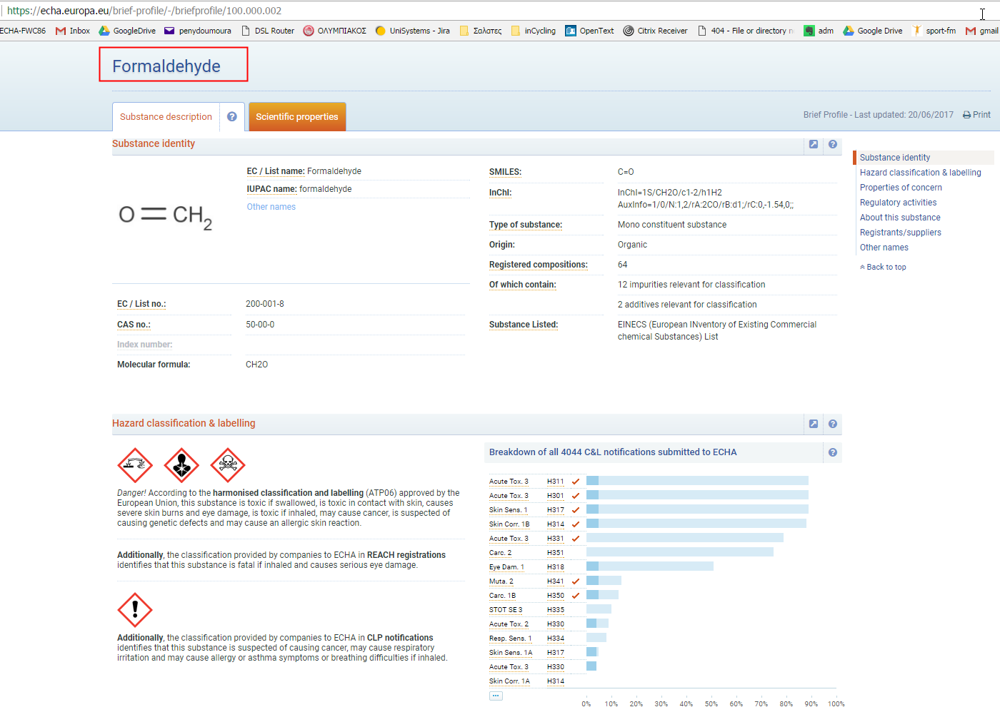 https://echa.europa.eu/brief-profile/-/briefprofile/100.000.002
ECHA-FWC86 Inbox GoogleDrive penydoumoura DSL Router ΟΛΥΜΠΙΑΚΟΣ UniSystems - Jira Σαλατες inCycling OpenText Citrix Receiver 404 - File or directory adm Google Drive sport-fm gmail
Formaldehyde
Substance description ?
Scientific properties
Brief Profile - Last updated: 20/06/2017 Print
Substance identity ?
EC / List name: Formaldehyde
IUPAC name: formaldehyde
Other names
O=CH2
EC / List no.: 200-001-8
CAS no.: 50-00-0
Index number:
Molecular formula: CH2O
SMILES: C=O
InChI: InChI=1S/CH2O/c1-2/h1H2
AuxInfo=1/0/N:1,2/rA:2CO/rB:d1;/rC:0,-1.54,0;;
Type of substance: Mono constituent substance
Origin: Organic
Registered compositions: 64
Of which contain: 12 impurities relevant for classification
2 additives relevant for classification
Substance Listed: EINECS (European INventory of Existing Commercial
chemical Substances) List
Substance identity
Hazard classification & labelling
Properties of concern
Regulatory activities
About this substance
Registrants/suppliers
Other names
Back to top
Hazard classification & labelling ?
Danger! According to the harmonised classification and labelling (ATP06) approved by the
European Union, this substance is toxic if swallowed, is toxic in contact with skin, causes
severe skin burns and eye damage, is toxic if inhaled, may cause cancer, is suspected of
causing genetic defects and may cause an allergic skin reaction.
Additionally, the classification provided by companies to ECHA in REACH registrations
identifies that this substance is fatal if inhaled and causes serious eye damage.
!
Additionally, the classification provided by companies to ECHA in CLP notifications
identifies that this substance is suspected of causing cancer, may cause respiratory
irritation and may cause allergy or asthma symptoms or breathing difficulties if inhaled.
Breakdown of all 4044 C&L notifications submitted to ECHA ?
Acute Tox. 3 H311
Acute Tox. 3 H301
Skin Sens. 1 H317
Skin Corr. 1B H314
Acute Tox. 3 H331
Carc. 2 H351
Eye Dam. 1 H318
Muta. 2 H341
Carc. 1B H350
STOT SE 3 H335
Acute Tox. 2 H330
Resp. Sens. 1 H334
Skin Sens. 1A H317
Acute Tox. 3 H330
Skin Corr. 1A H314
...
0% 10% 20% 30% 40% 50% 60% 70% 80% 90% 100%